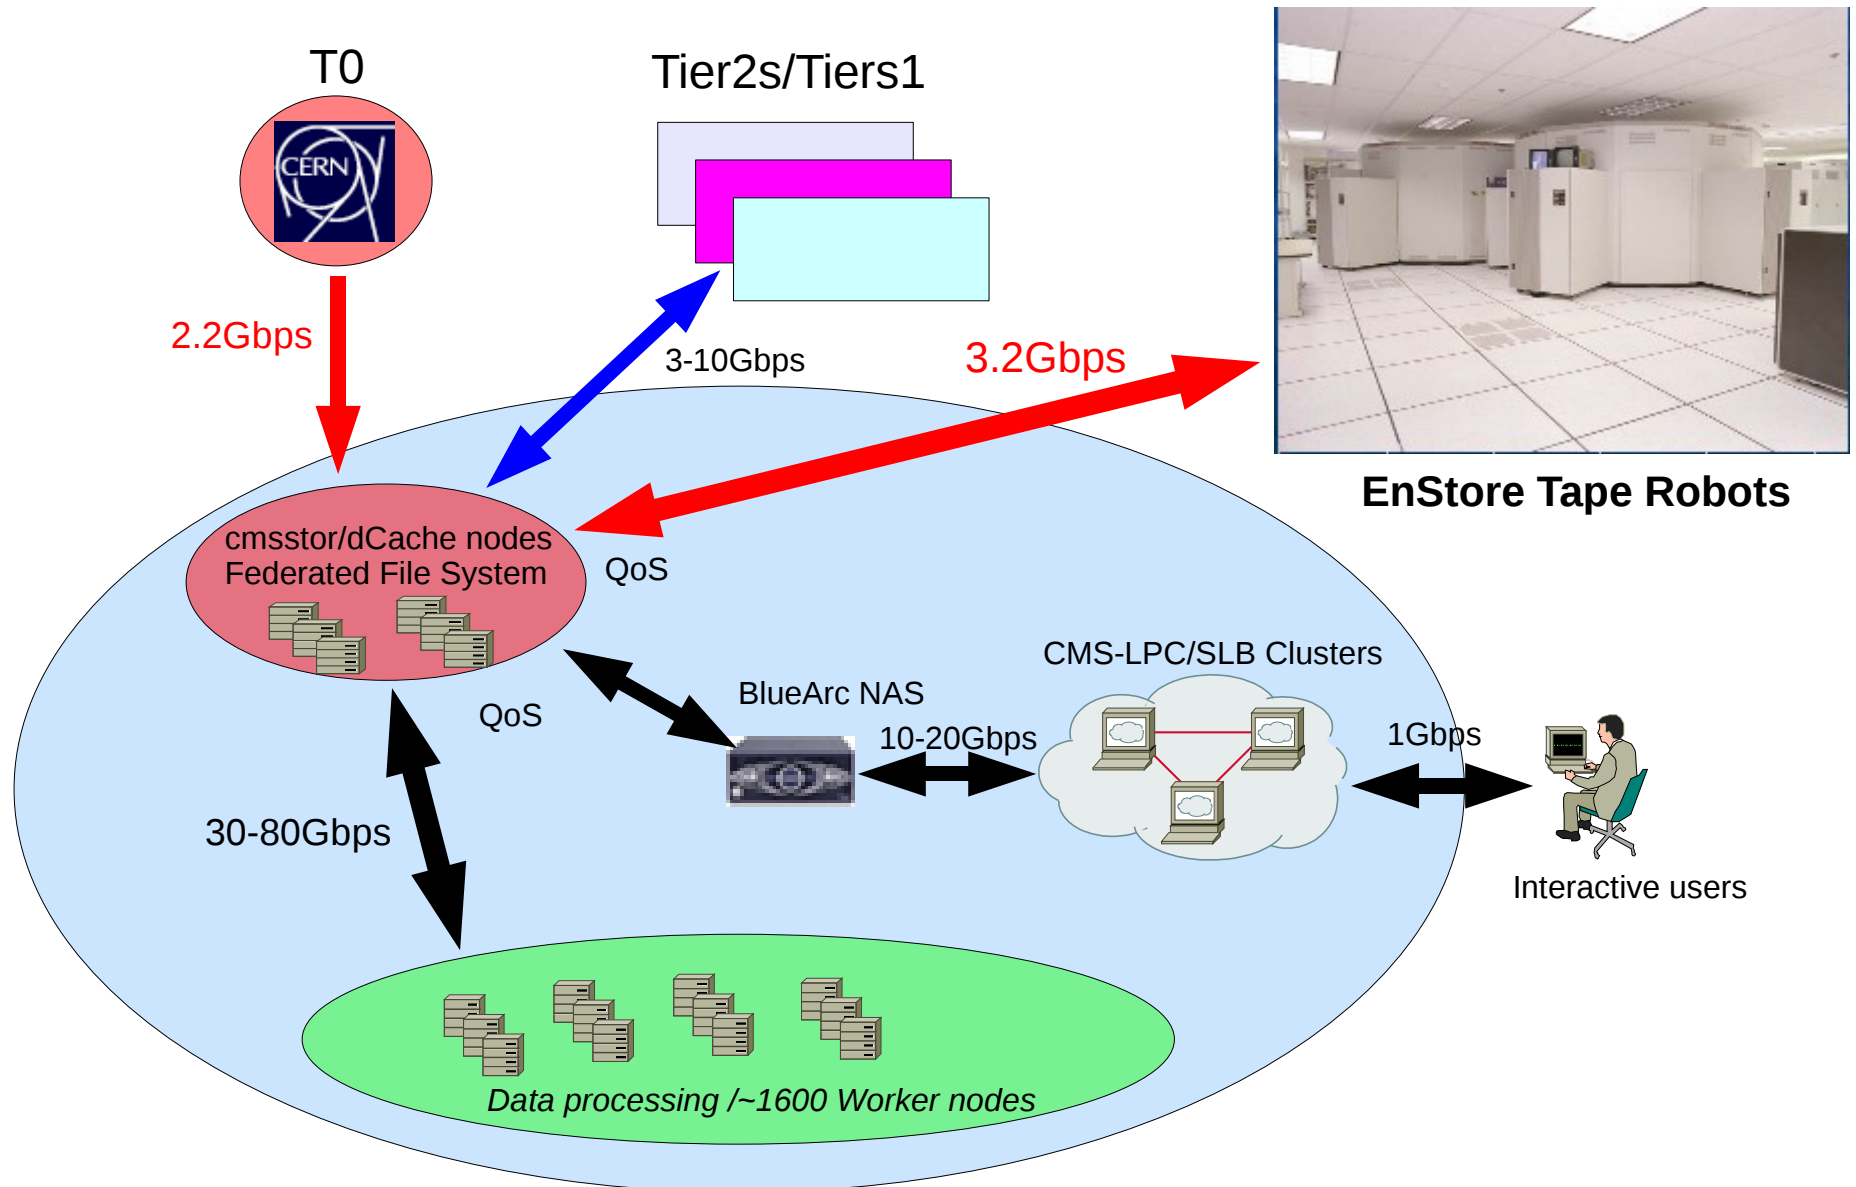 T0
Tier2s/Tiers1
CERN
2.2Gbps
3-10Gbps
3.2Gbps
EnStore Tape Robots
cmsstor/dCache nodes
Federated File System
QoS
CMS-LPC/SLB Clusters
BlueArc NAS
QoS
10-20Gbps
1Gbps
30-80Gbps
Interactive users
Data processing /~1600 Worker nodes